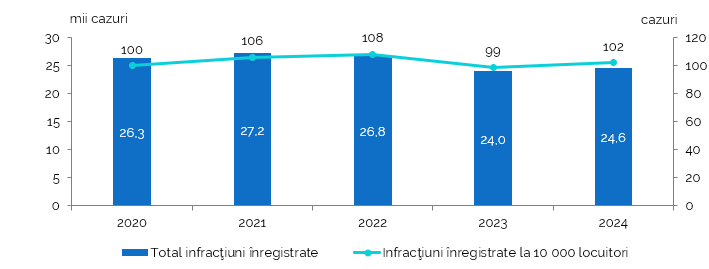 mii cazuri cazuri
30 120
25 100
20 80
15 60
10 40
5 20
0 0
100 106 108 99 102
26,3 27,2 26,8 24,0 24,6
2020 2021 2022 2023 2024
Total infracţiuni înregistrate Infracţiuni înregistrate la 10 000 locuitori